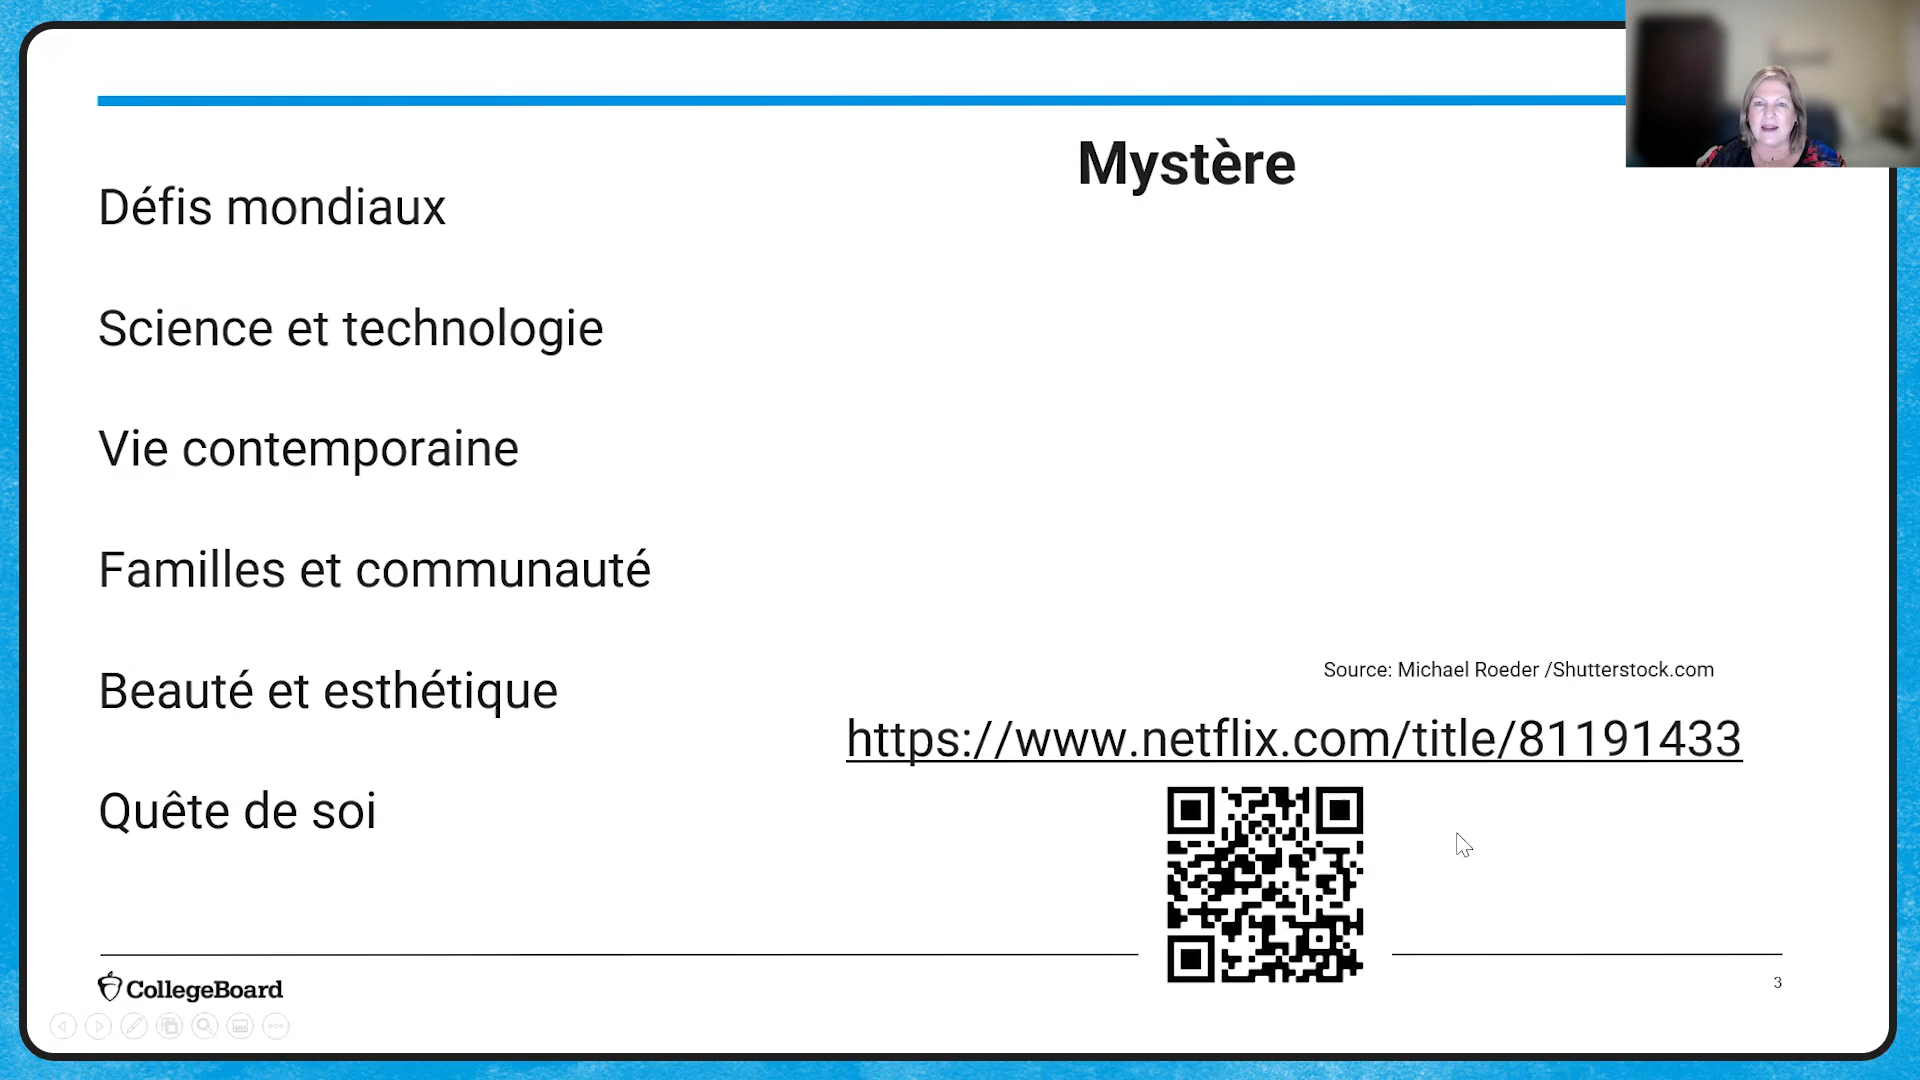 Mystère
Défis mondiaux
Science et technologie
Vie contemporaine
Familles et communauté
Beauté et esthétique
Quête de soi
Source: Michael Roeder /Shutterstock.com
https://www.netflix.com/title/81191433
CollegeBoard
3